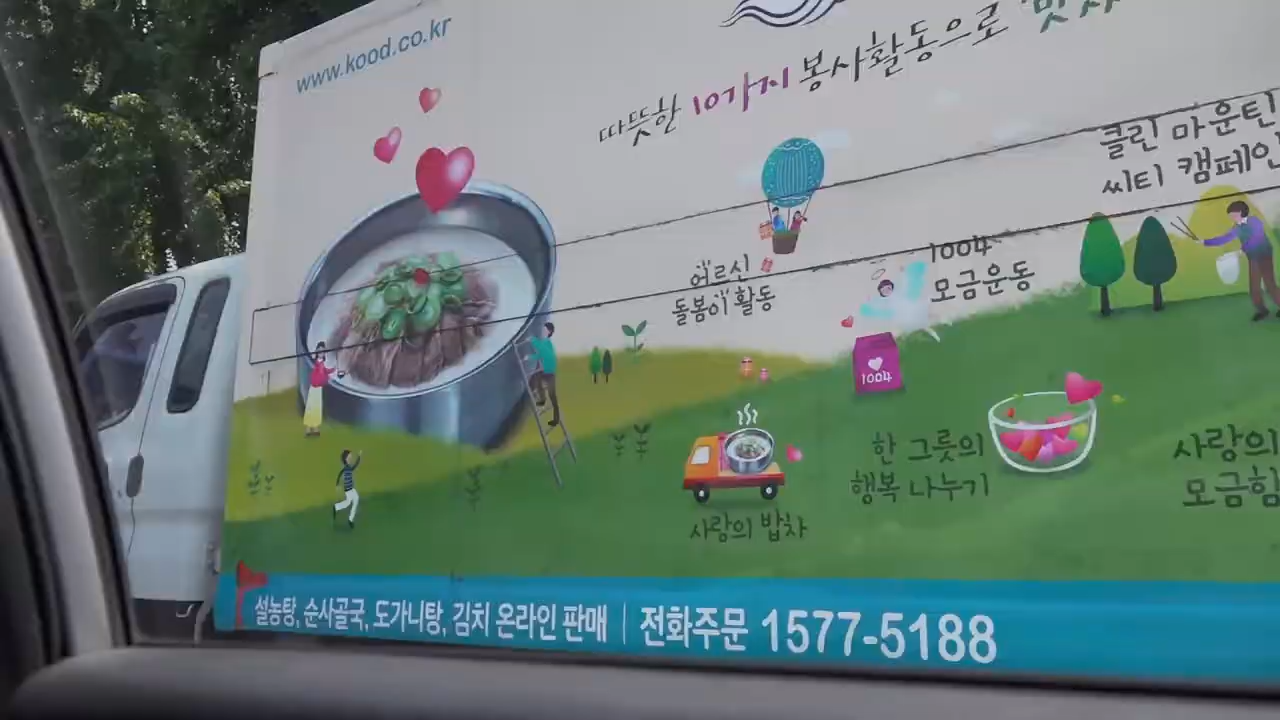 www.kood.co.kr
따뜻한 10가지 봉사활동으로
클린 마운틴
씨티 캠페인
어르신
돌봄이 활동
1004
모금운동
1004
한 그릇의
행복 나누기
사랑의
모금함
사랑의 밥차
설농탕, 순사골국, 도가니탕, 김치 온라인 판매 | 전화주문 1577-5188